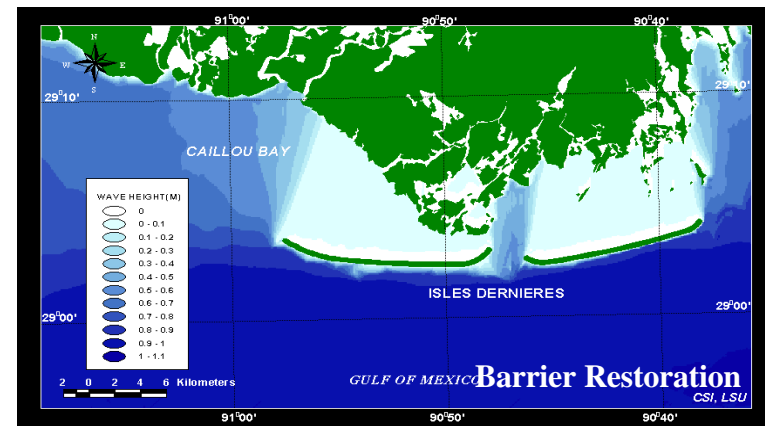 91°00' 90°50' 90°40'
N
W E
S
29°10' 29°10'
CAILLOU BAY
WAVE HEIGHT(M)
0
0 - 0.1
0.1 - 0.2
0.2 - 0.3
0.3 - 0.4
0.4 - 0.5
0.5 - 0.6
0.6 - 0.7
0.7 - 0.8
0.8 - 0.9
0.9 - 1
1 - 1.1
ISLES DERNIERES
29°00' 29°00'
2 0 2 4 6 Kilometers
GULF OF MEXICO Barrier Restoration
CSI, LSU
91°00' 90°50' 90°40'